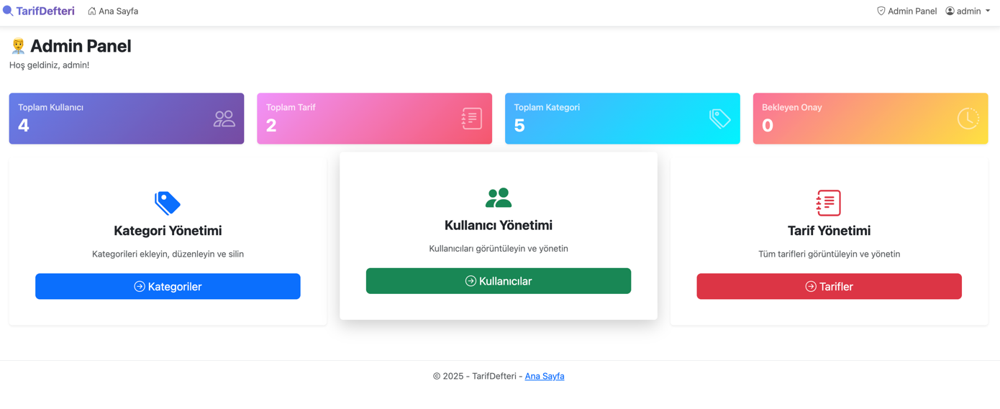 TarifDefteri Ana Sayfa Admin Panel admin
Admin Panel
Hoş geldiniz, admin!
Toplam Kullanıcı
4
Toplam Tarif
2
Toplam Kategori
5
Bekleyen Onay
0
Kategori Yönetimi
Kategorileri ekleyin, düzenleyin ve silin
Kategoriler
Kullanıcı Yönetimi
Kullanıcıları görüntüleyin ve yönetin
Kullanıcılar
Tarif Yönetimi
Tüm tarifleri görüntüleyin ve yönetin
Tarifler
© 2025 - TarifDefteri - Ana Sayfa